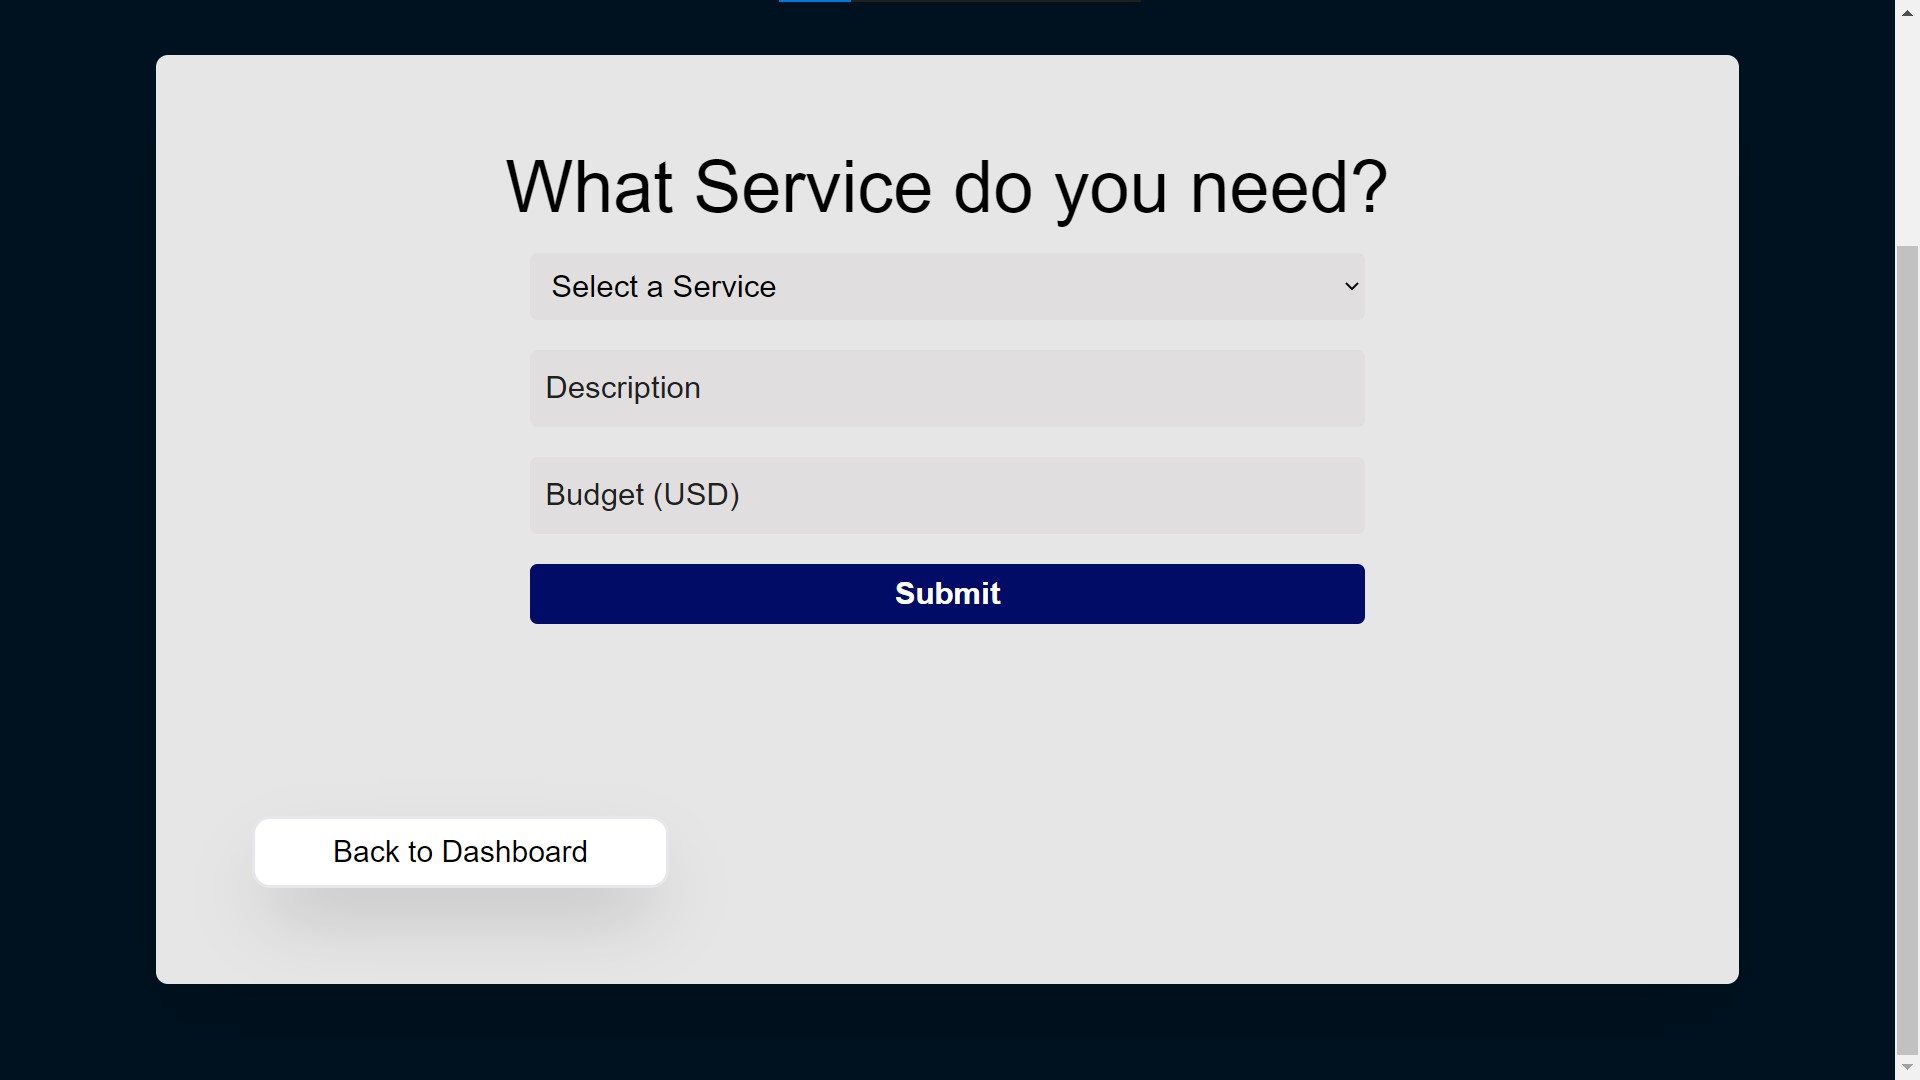 What Service do you need?
Select a Service
Description
Budget (USD)
Submit
Back to Dashboard